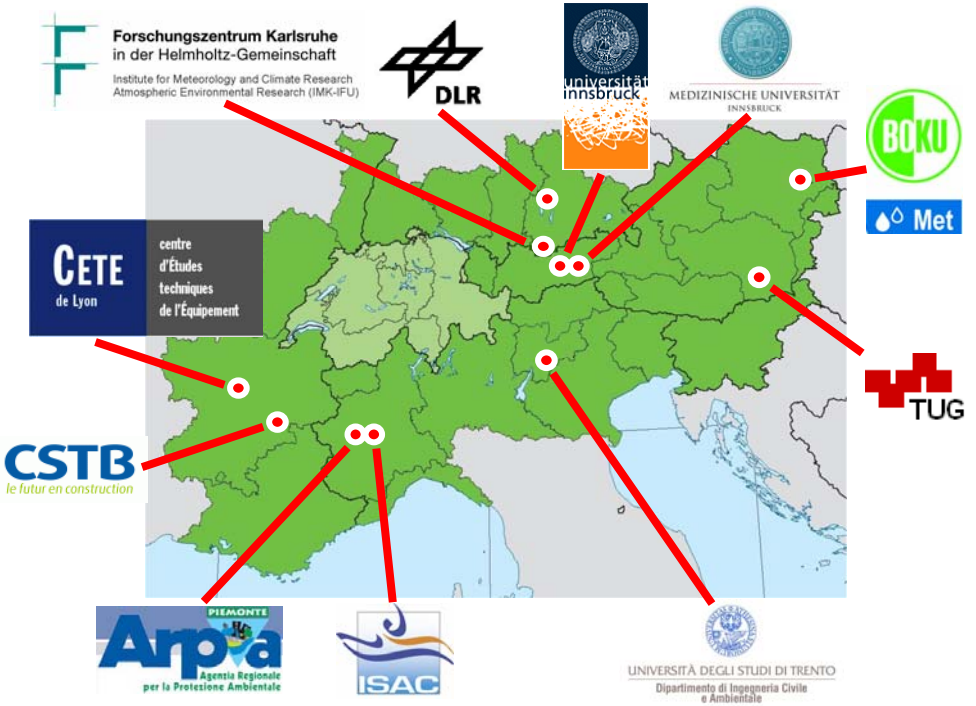 Forschungszentrum Karlsruhe
in der Helmholtz-Gemeinschaft
Institute for Meteorology and Climate Research
Atmospheric Environmental Research (IMK-IFU)
DLR
universität
innsbruck
MEDIZINISCHE UNIVERSITÄT
INNSBRUCK
BOKU
Met
CETE
de Lyon
centre
d'Études
techniques
de l'Équipement
TUG
CSTB
le futur en construction
PIEMONTE
Arpa
Agenzia Regionale
per la Protezione Ambientale
ISAC
UNIVERSITÀ DEGLI STUDI DI TRENTO
Dipartimento di Ingegneria Civile
e Ambientale